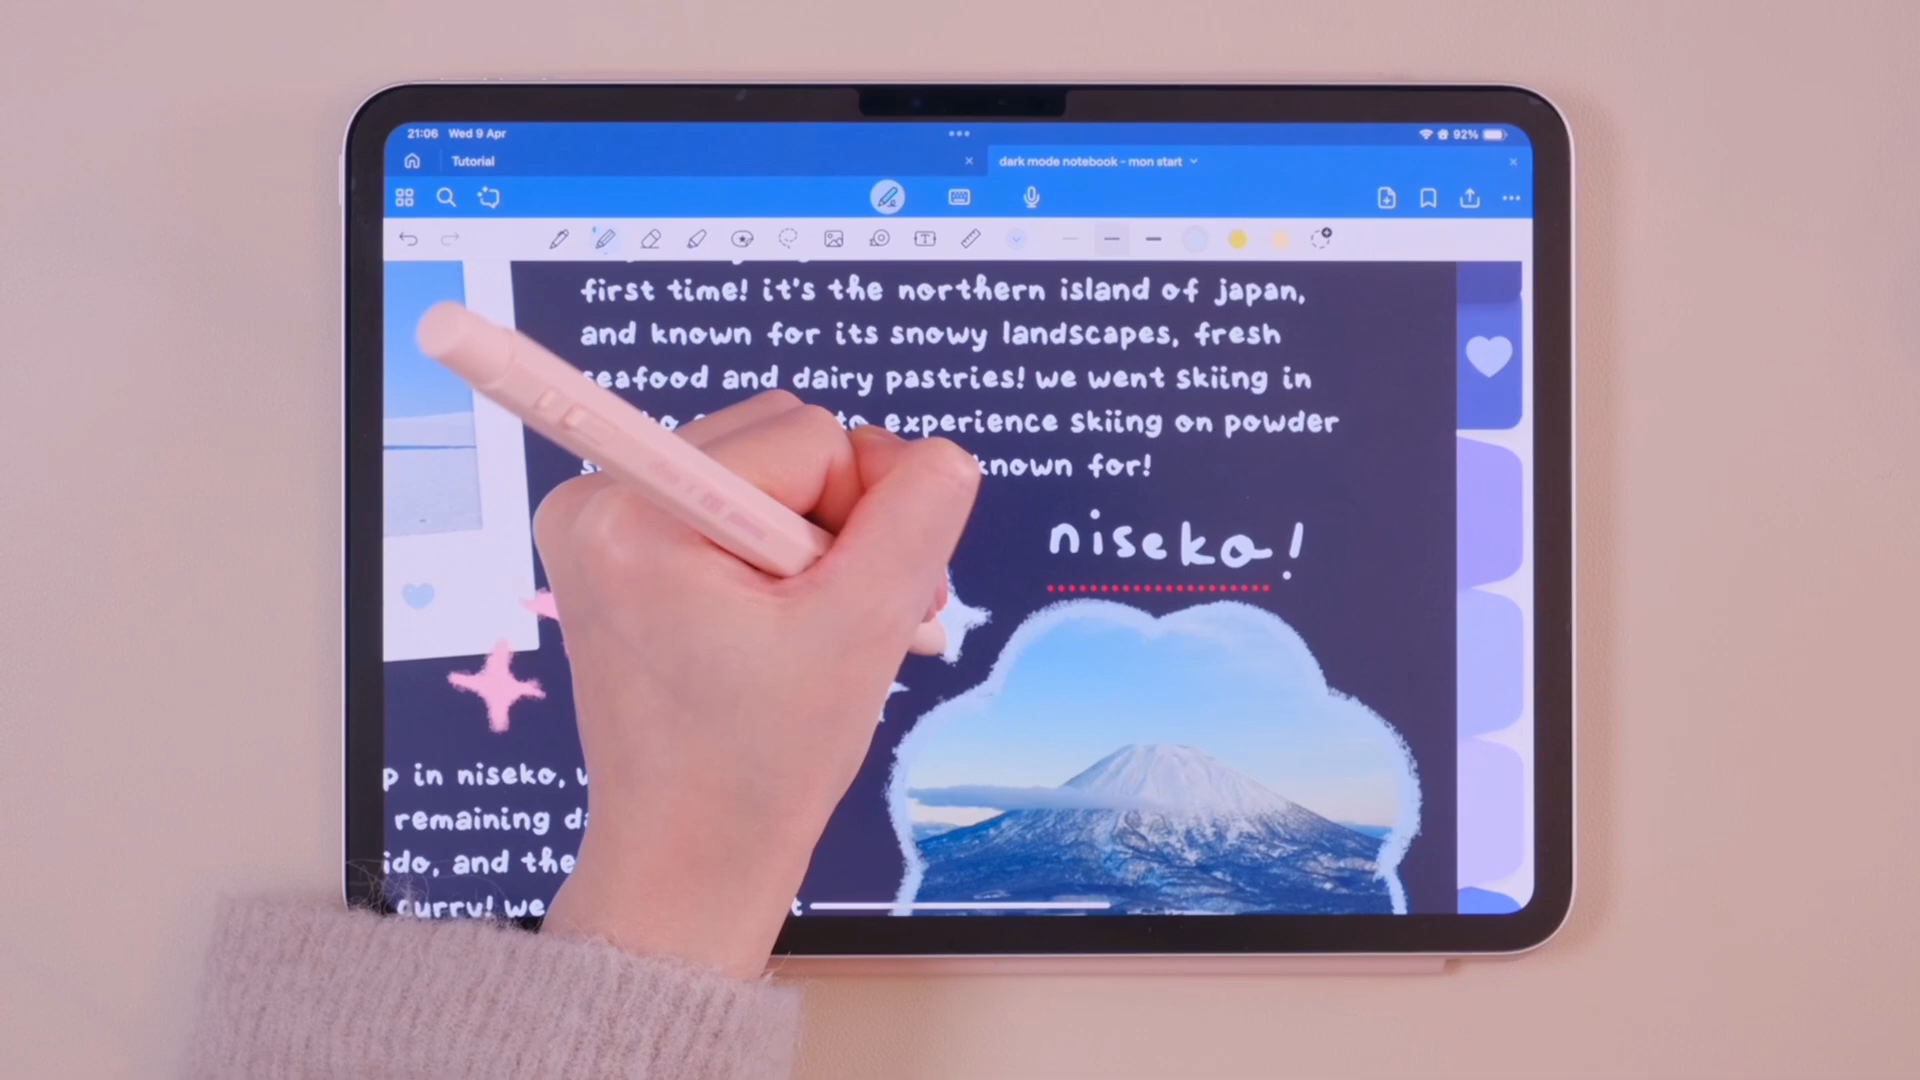 21:06 Wed 9 Apr
92%
Tutorial
dark mode notebook - mon start
first time! it's the northern island of japan,
and known for its snowy landscapes, fresh
seafood and dairy pastries! we went skiing in
to experience skiing on powder
known for!
niseko!
p in niseko,
remaining
ido, and the
curry! we